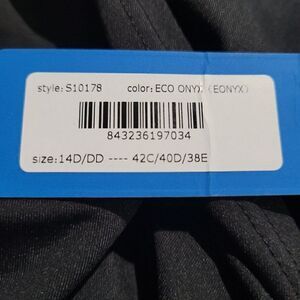 style:S10178 color:ECO ONYX (EONYX)
843236197034
size:14D/DD ---- 42C/40D/38E